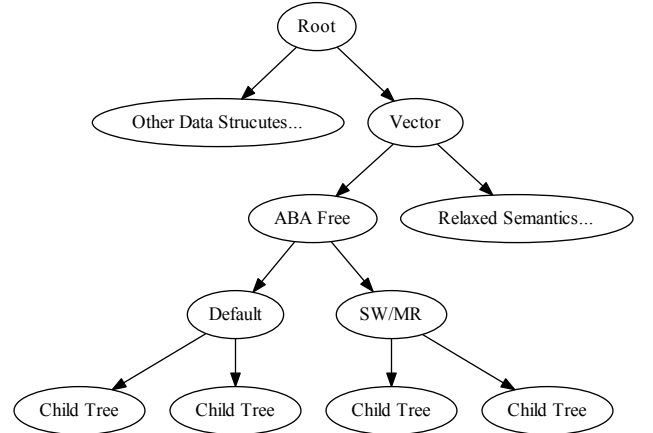 Root
Other Data Strucutes...
Vector
ABA Free
Relaxed Semantics...
Default
SW/MR
Child Tree
Child Tree
Child Tree
Child Tree